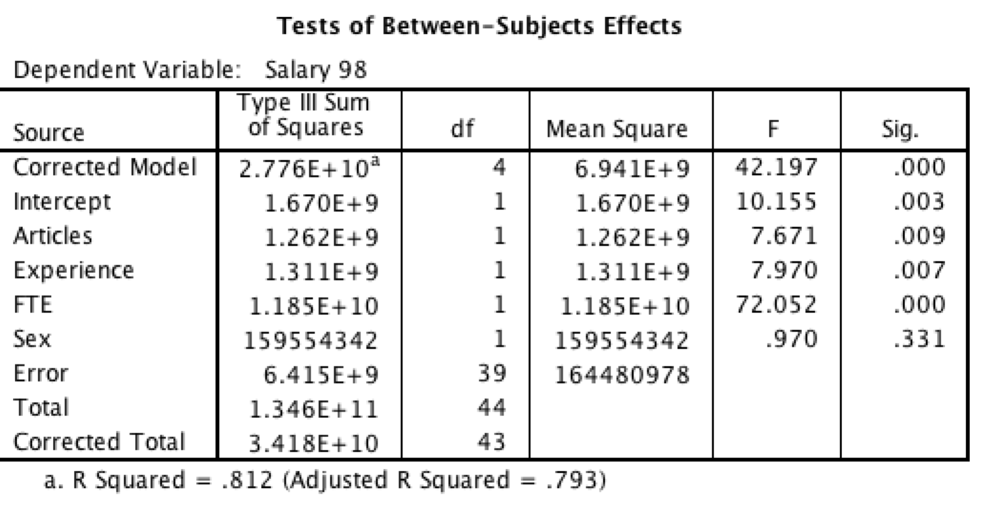 Tests of Between-Subjects Effects
Dependent Variable: Salary 98
Source Type III Sum of Squares df Mean Square F Sig.
Corrected Model 2.776E+10a 4 6.941E+9 42.197 .000
Intercept 1.670E+9 1 1.670E+9 10.155 .003
Articles 1.262E+9 1 1.262E+9 7.671 .009
Experience 1.311E+9 1 1.311E+9 7.970 .007
FTE 1.185E+10 1 1.185E+10 72.052 .000
Sex 159554342 1 159554342 .970 .331
Error 6.415E+9 39 164480978
Total 1.346E+11 44
Corrected Total 3.418E+10 43
a. R Squared = .812 (Adjusted R Squared = .793)